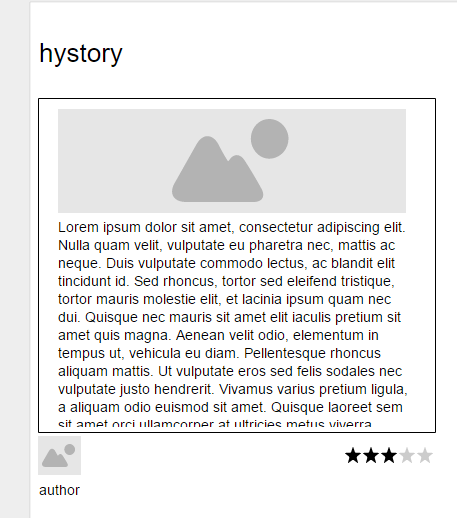 hystory
Lorem ipsum dolor sit amet, consectetur adipiscing elit.
Nulla quam velit, vulputate eu pharetra nec, mattis ac
neque. Duis vulputate commodo lectus, ac blandit elit
tincidunt id. Sed rhoncus, tortor sed eleifend tristique,
tortor mauris molestie elit, et lacinia ipsum quam nec
dui. Quisque nec mauris sit amet elit iaculis pretium sit
amet quis magna. Aenean velit odio, elementum in
tempus ut, vehicula eu diam. Pellentesque rhoncus
aliquam mattis. Ut vulputate eros sed felis sodales nec
vulputate justo hendrerit. Vivamus varius pretium ligula,
a aliquam odio euismod sit amet. Quisque laoreet sem
sit amet orci ullamcorper at ultricies metus viverra
author